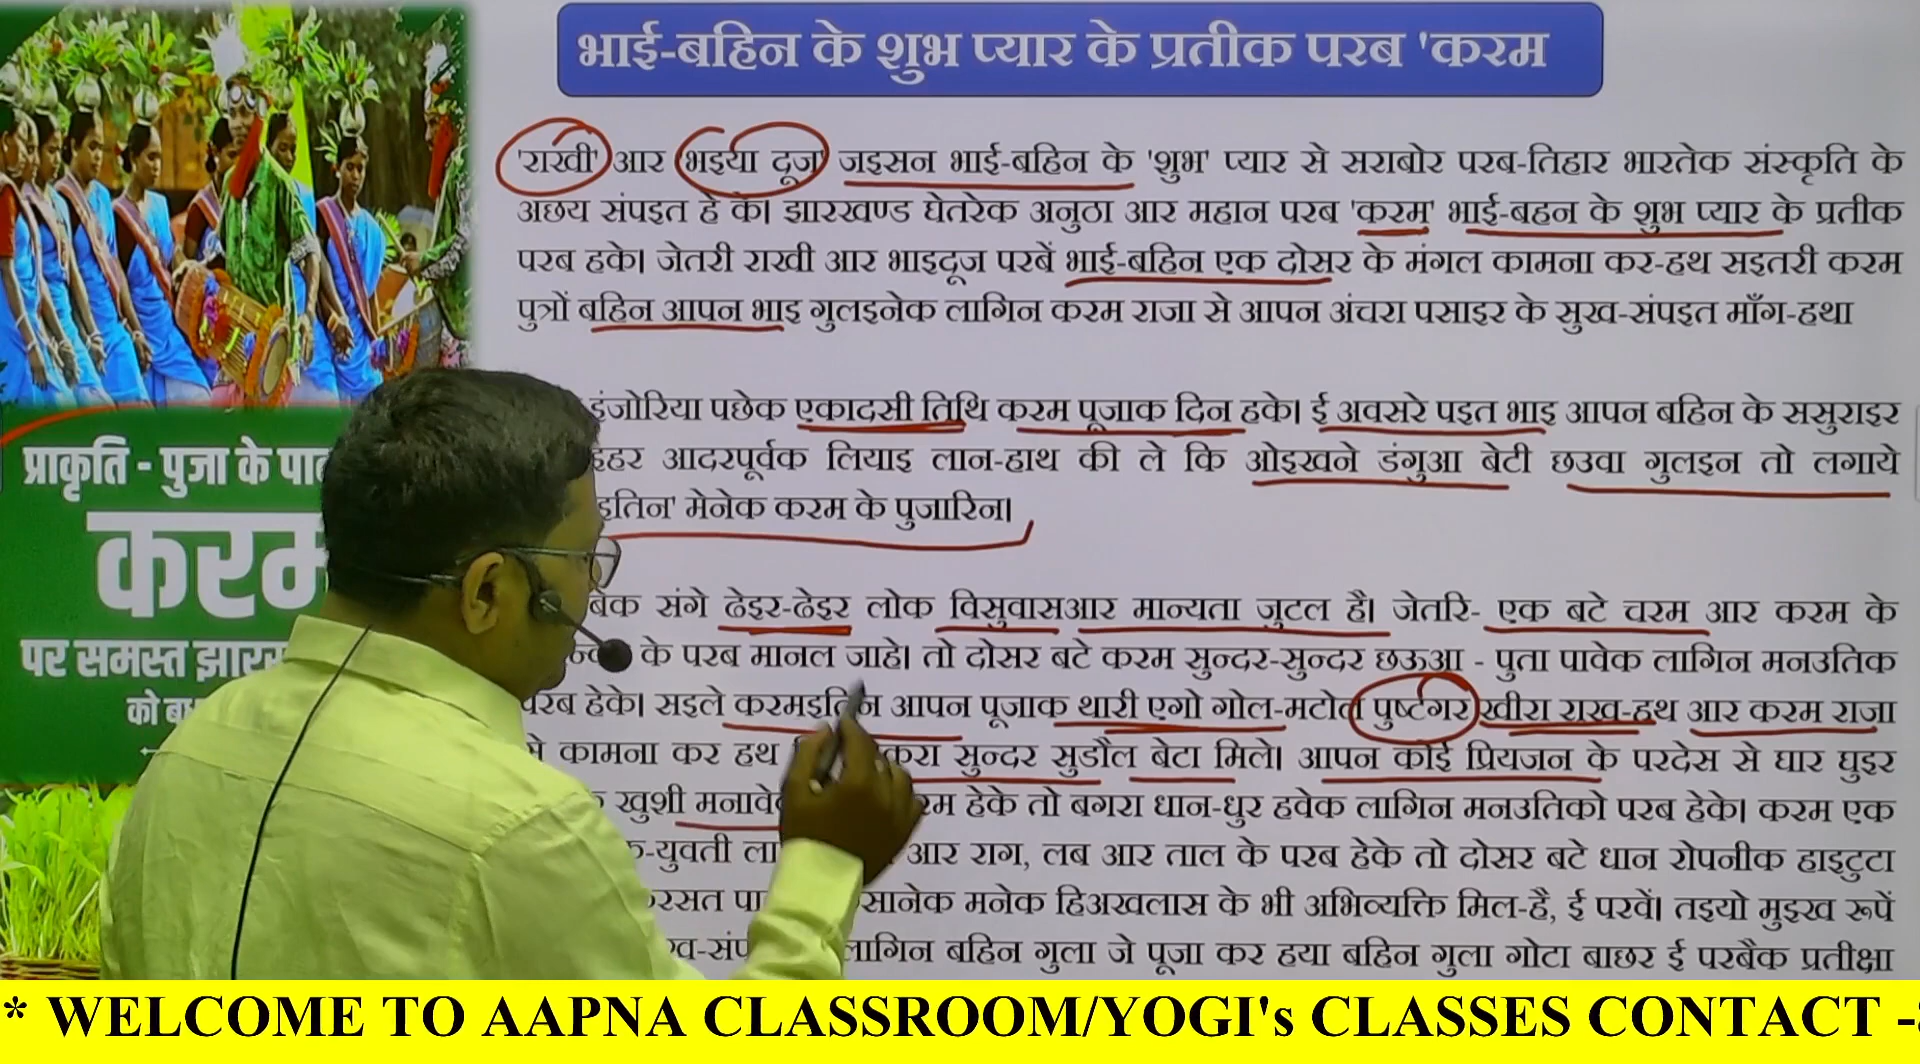 भाई-बहिन के शुभ प्यार के प्रतीक परब 'करम
'राखी' आर 'भइया दूज' जइसन भाई-बहिन के 'शुभ' प्यार से सराबोर परब-तिहार भारतेक संस्कृति के
अछय संपइत हे के। झारखण्ड घेतरेक अनुठा आर महान परब 'करम' भाई-बहन के शुभ प्यार के प्रतीक
परब हके। जेतरी राखी आर भाइदूज परबें भाई-बहिन एक दोसर के मंगल कामना कर-हथ सइतरी करम
पुत्रों बहिन आपन भाइ गुलइनेक लागिन करम राजा से आपन अंचरा पसाइर के सुख-संपइत माँग-हथा
इंजोरिया पछेक एकादसी तिथि करम पूजाक दिन हके। ई अवसरे पइत भाइ आपन बहिन के ससुराइर
आदरपूर्वक लियाइ लान-हाथ की ले कि ओइखने डंगुआ बेटी छउवा गुलइन तो लगाये
मेनेक करम के पुजारिन।
संगे ढेइर-ढेइर लोक विसुवासआर मान्यता जुटल है। जेतरि- एक बटे चरम आर करम के
के परब मानल जाहे। तो दोसर बटे करम सुन्दर-सुन्दर छऊआ - पुता पावेक लागिन मनउतिक
परब हेके। सइले करमइतिन आपन पूजाक थारी एगो गोल-मटोल पुष्टगर खीरा राख-हथ आर करम राजा
से कामना कर हथ सुन्दर सुडौल बेटा मिले। आपन कोई प्रियजन के परदेस से घार घुइर
खुशी हेके तो बगरा धान-धुर हवेक लागिन मनउतिको परब हेके। करम एक
आर राग, लब आर ताल के परब हेके तो दोसर बटे धान रोपनीक हाइटुटा
मनेक हिअखलास के भी अभिव्यक्ति मिल-है, ई परवें। तइयो मुइख रूपें
लागिन बहिन गुला जे पूजा कर हया बहिन गुला गोटा बाछर ई परबैक प्रतीक्षा
प्राकृति - पुजा के
करम
पर समस्त
को
* WELCOME TO AAPNA CLASSROOM/YOGI's CLASSES CONTACT -